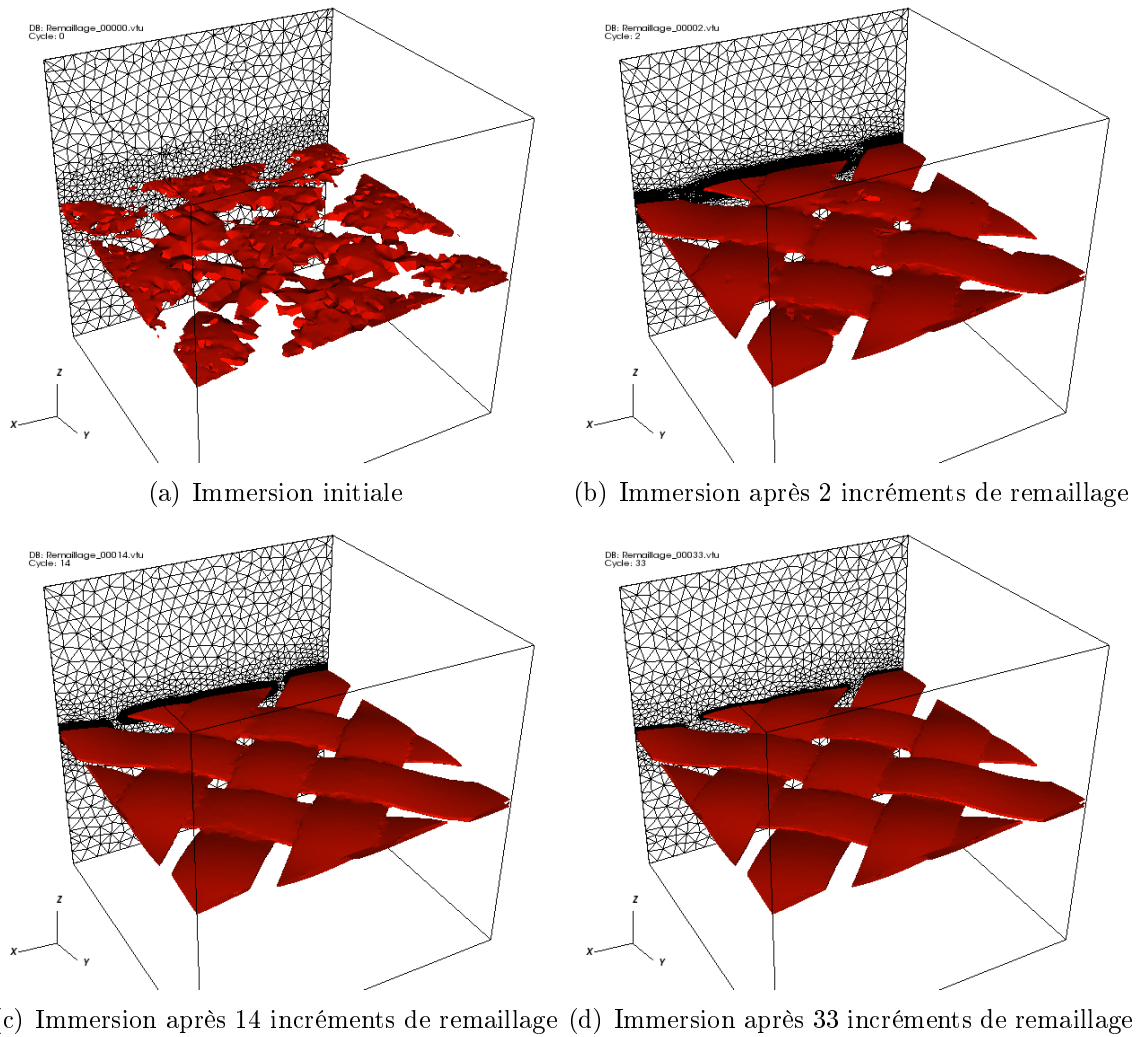 DB: Remaillage_00000.vtu
Cycle: 0
Z
X
Y
(a) Immersion initiale
DB: Remaillage_00002.vtu
Cycle: 2
Z
X
Y
(b) Immersion après 2 incréments de remaillage
DB: Remaillage_00014.vtu
Cycle: 14
Z
X
Y
c) Immersion après 14 incréments de remaillage
DB: Remaillage_00033.vtu
Cycle: 33
Z
X
Y
(d) Immersion après 33 incréments de remaillage